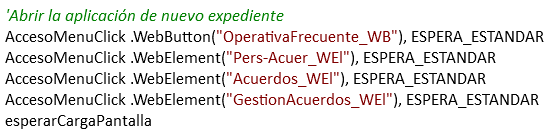 'Abrir la aplicación de nuevo expediente
AccesoMenuClick .WebButton("OperativaFrecuente_WB"), ESPERA_ESTANDAR
AccesoMenuClick .WebElement("Pers-Acuer_WEl"), ESPERA_ESTANDAR
AccesoMenuClick .WebElement("Acuerdos_WEl"), ESPERA_ESTANDAR
AccesoMenuClick .WebElement("GestionAcuerdos_WEl"), ESPERA_ESTANDAR
esperarCargaPantalla